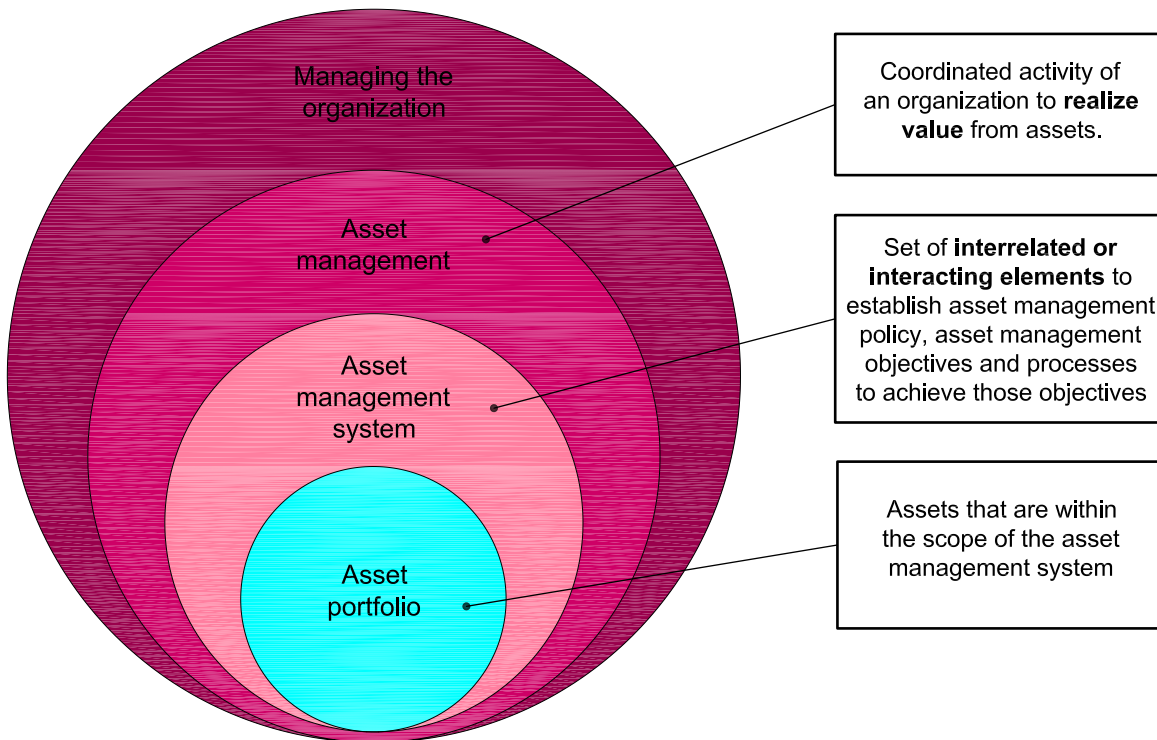 Managing the
organization
Asset
management
Asset
management
system
Asset
portfolio
Coordinated activity of
an organization to realize
value from assets.
Set of interrelated or
interacting elements to
establish asset management
policy, asset management
objectives and processes
to achieve those objectives
Assets that are within
the scope of the asset
management system